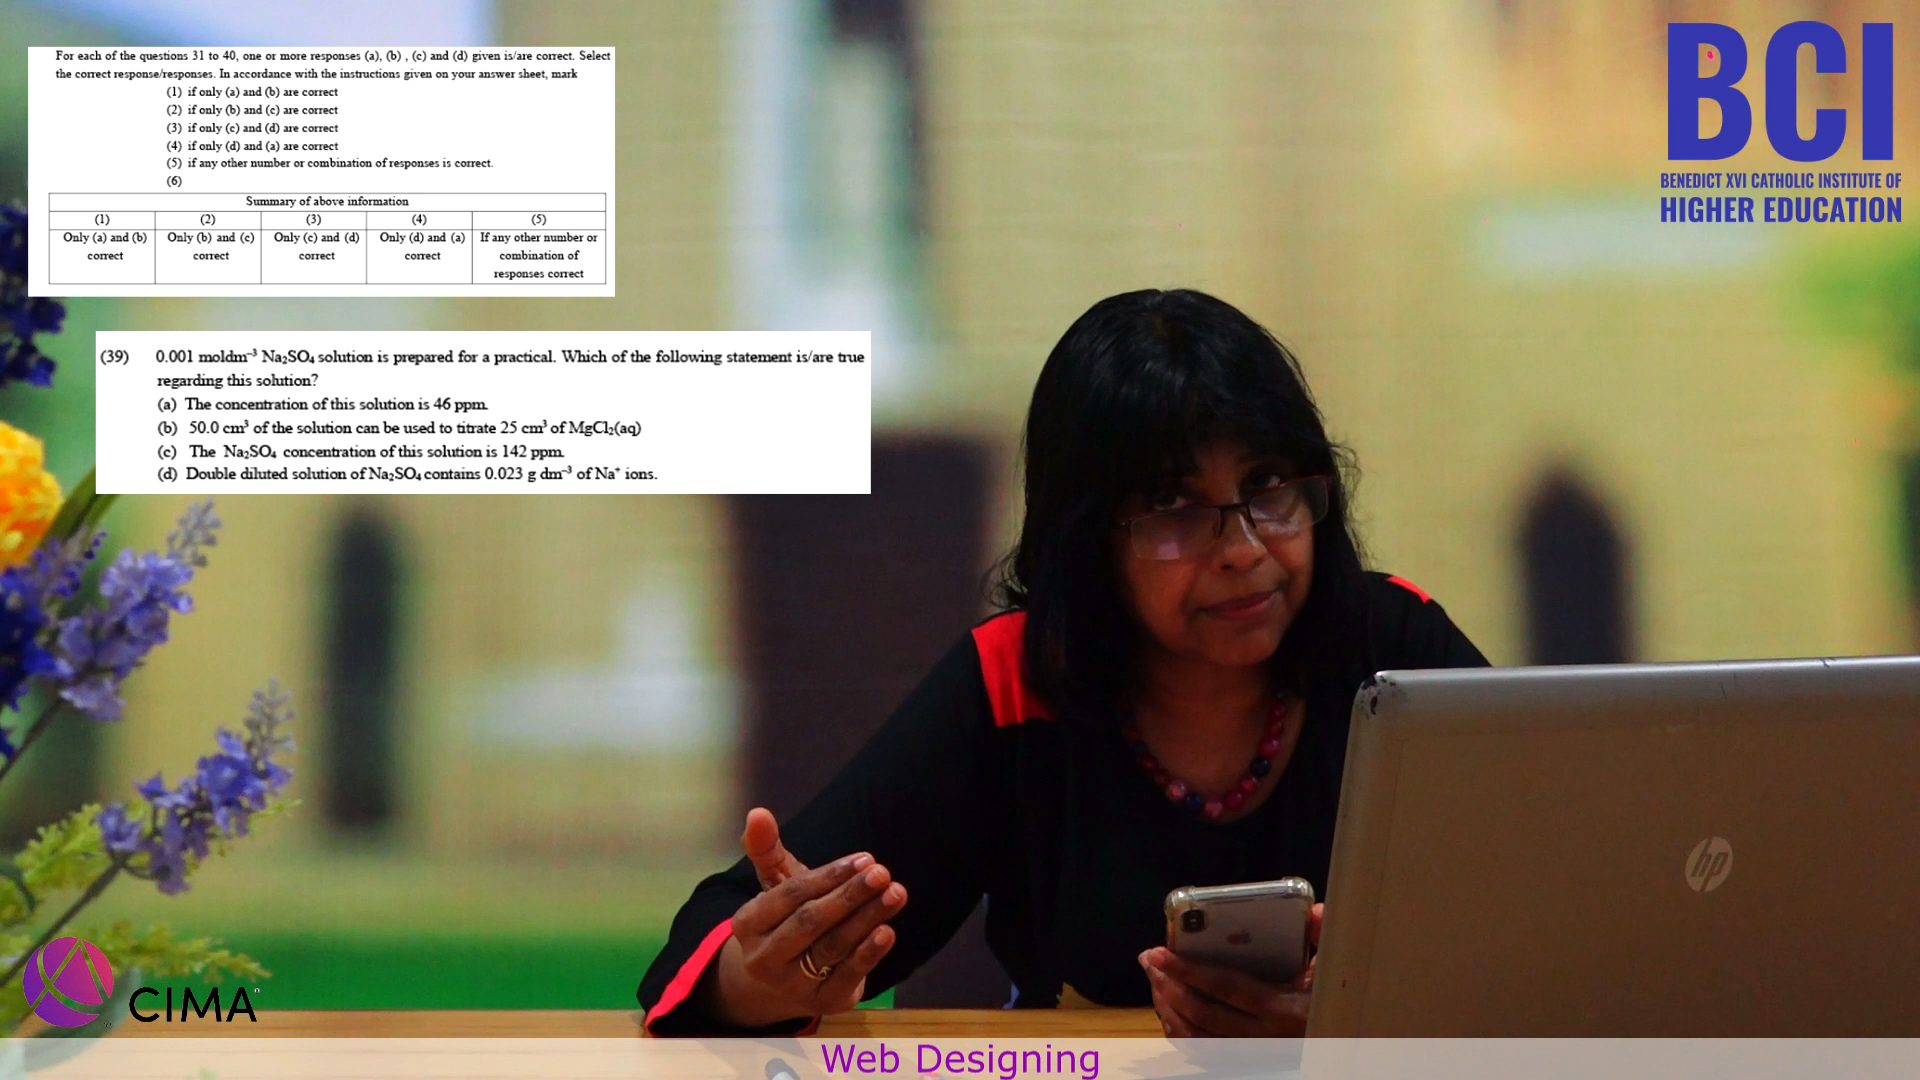 For each of the questions 31 to 40, one or more responses (a), (b) , (c) and (d) given is/are correct. Select
the correct response/responses. In accordance with the instructions given on your answer sheet, mark
(1) if only (a) and (b) are correct
(2) if only (b) and (c) are correct
(3) if only (c) and (d) are correct
(4) if only (d) and (a) are correct
(5) if any other number or combination of responses is correct.
(6)
Summary of above information
(1) (2) (3) (4) (5)
Only (a) and (b) Only (b) and (c) Only (c) and (d) Only (d) and (a) If any other number or
correct correct correct correct combination of
responses correct
(39) 0.001 moldm⁻³ Na₂SO₄ solution is prepared for a practical. Which of the following statement is/are true
regarding this solution?
(a) The concentration of this solution is 46 ppm.
(b) 50.0 cm³ of the solution can be used to titrate 25 cm³ of MgCl₂(aq)
(c) The Na₂SO₄ concentration of this solution is 142 ppm.
(d) Double diluted solution of Na₂SO₄ contains 0.023 g dm⁻³ of Na⁺ ions.
BCI
BENEDICT XVI CATHOLIC INSTITUTE OF
HIGHER EDUCATION
hp
CIMA
Web Designing